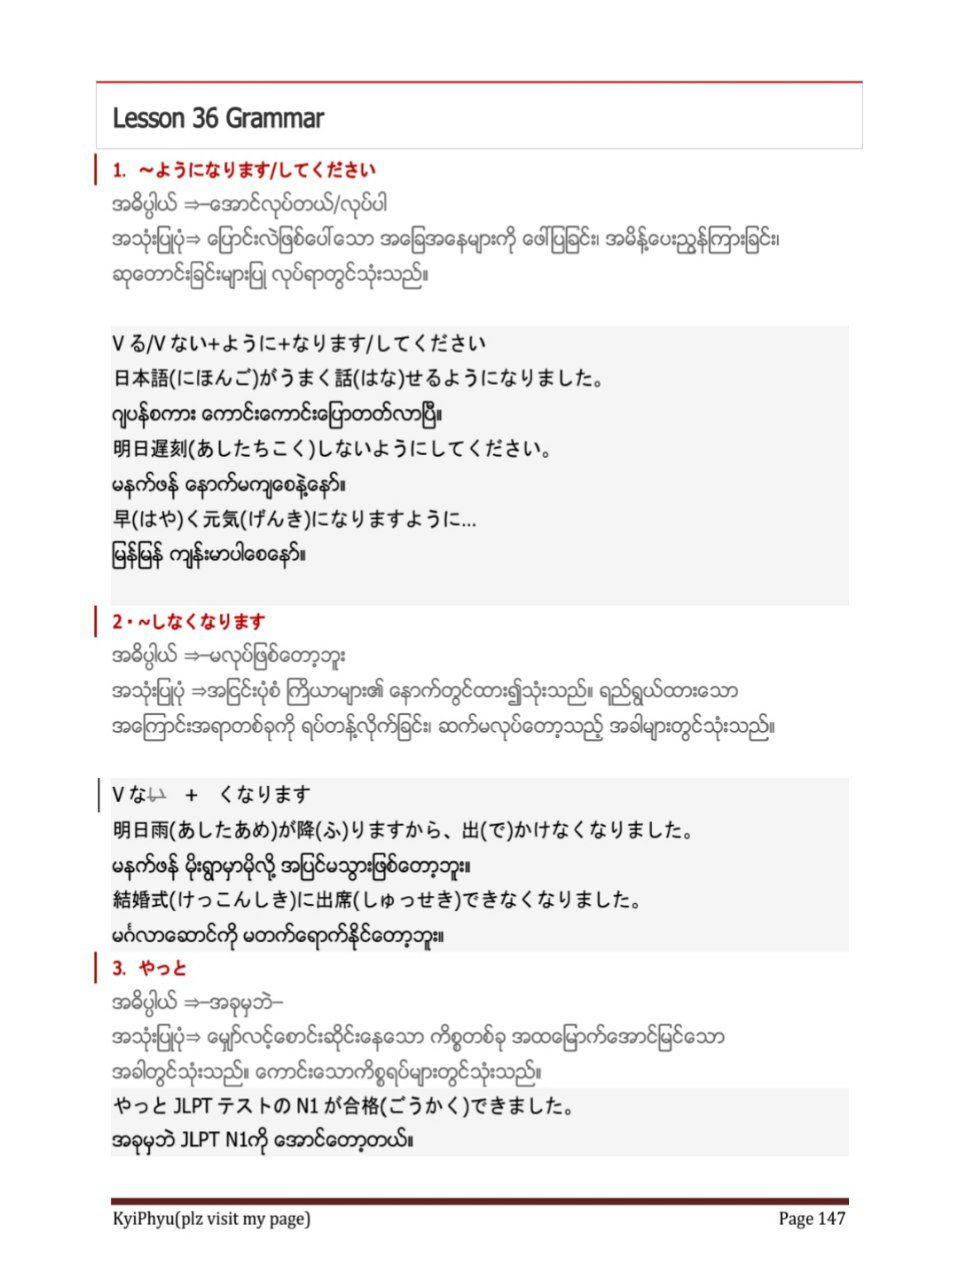 Lesson 36 Grammar
1. ～ようになります/してください
အဓိပ္ပါယ် ⇒–အောင်လုပ်တယ်/လုပ်ပါ
အသုံးပြုပုံ⇒ ပြောင်းလဲဖြစ်ပေါ်သော အခြေအနေများကို ဖေါ်ပြခြင်း၊ အမိန့်ပေးညွှန်ကြားခြင်း၊
ဆုတောင်းခြင်းများပြု လုပ်ရာတွင်သုံးသည်။
V る/V ない+ように+なります/してください
日本語(にほんご)がうまく話(はな)せるようになりました。
ဂျပန်စကား ကောင်းကောင်းပြောတတ်လာပြီ။
明日遅刻(あしたちこく)しないようにしてください。
မနက်ဖန် နောက်မကျစေနဲ့နော်။
早(はや)く元気(げんき)になりますように...
မြန်မြန် ကျန်းမာပါစေနော်။
2・~しなくなります
အဓိပ္ပါယ် ⇒–မလုပ်ဖြစ်တော့ဘူး
အသုံးပြုပုံ ⇒အငြင်းပုံစံ ကြိယာများ၏ နောက်တွင်ထား၍သုံးသည်။ ရည်ရွယ်ထားသော
အကြောင်းအရာတစ်ခုကို ရပ်တန့်လိုက်ခြင်း၊ ဆက်မလုပ်တော့သည့် အခါများတွင်သုံးသည်။
V ない + くなります
明日雨(あしたあめ)が降(ふ)りますから、出(で)かけなくなりました。
မနက်ဖန် မိုးရွာမှာမိုလို့ အပြင်မသွားဖြစ်တော့ဘူး။
結婚式(けっこんしき)に出席(しゅっせき)できなくなりました。
မင်္ဂလာဆောင်ကို မတက်ရောက်နိုင်တော့ဘူး။
3. やっと
အဓိပ္ပါယ် ⇒–အခုမှဘဲ–
အသုံးပြုပုံ⇒ မျှော်လင့်စောင်းဆိုင်းနေသော ကိစ္စတစ်ခု အထမြောက်အောင်မြင်သော
အခါတွင်သုံးသည်။ ကောင်းသောကိစ္စရပ်များတွင်သုံးသည်။
やっと JLPT テストの N1 が合格(ごうかく)できました。
အခုမှဘဲ JLPT N1ကို အောင်တော့တယ်။
KyiPhyu(plz visit my page)
Page 147